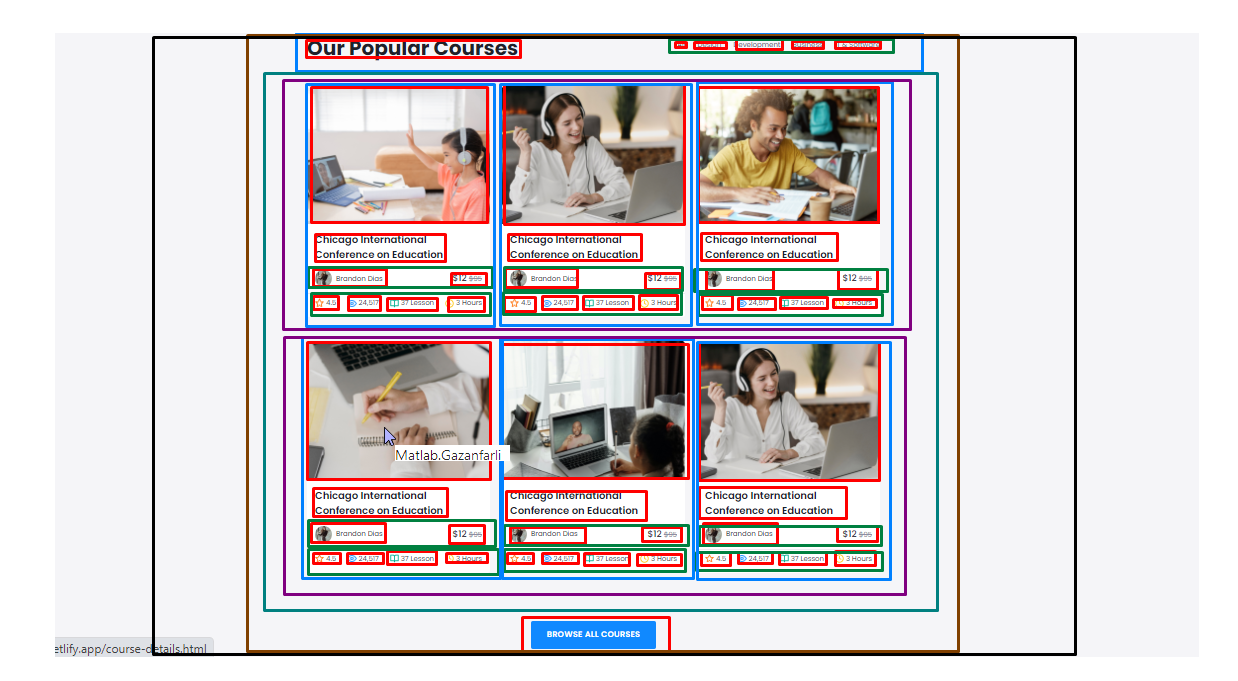 Our Popular Courses
Design Development Business IT & Software
Chicago International
Conference on Education
Brandon Dias $12 $95
4.5 24,517 37 Lesson 3 Hours
Chicago International
Conference on Education
Brandon Dias $12 $95
4.5 24,517 37 Lesson 3 Hours
Chicago International
Conference on Education
Brandon Dias $12 $95
4.5 24,517 37 Lesson 3 Hours
Matlab.Gazanfarli
Chicago International
Conference on Education
Brandon Dias $12 $95
4.5 24,517 37 Lesson 3 Hours
Chicago International
Conference on Education
Brandon Dias $12 $95
4.5 24,517 37 Lesson 3 Hours
Chicago International
Conference on Education
Brandon Dias $12 $95
4.5 24,517 37 Lesson 3 Hours
BROWSE ALL COURSES
etlify.app/course-details.html